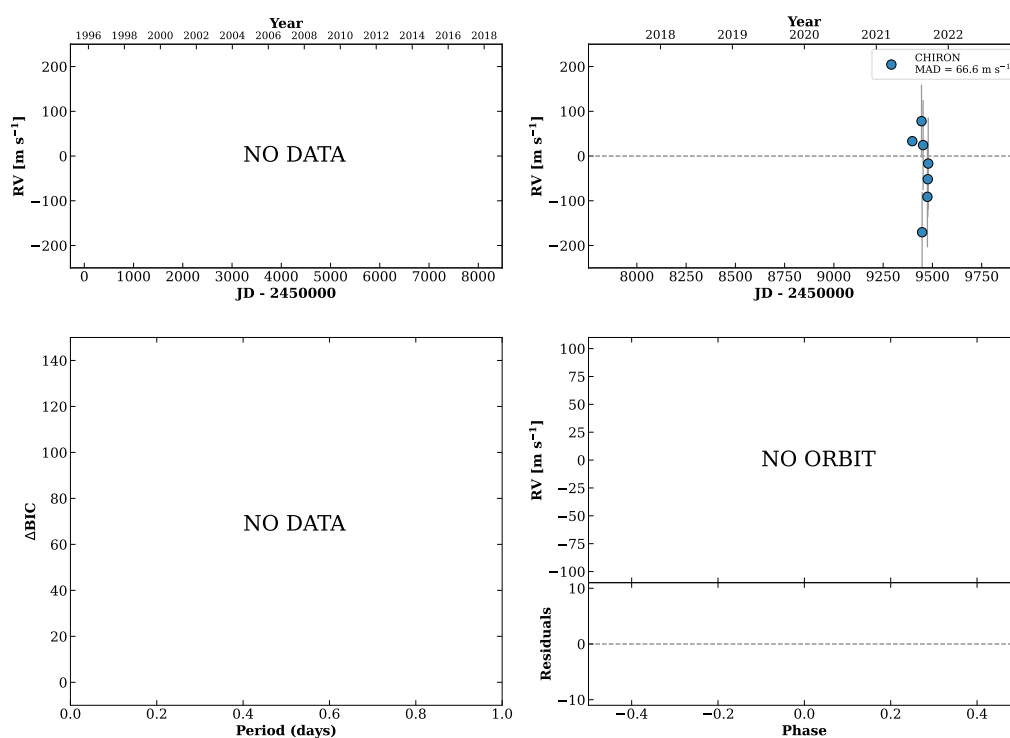 Year
1996 1998 2000 2002 2004 2006 2008 2010 2012 2014 2016 2018
200
100
0
−100
−200
RV [m s⁻¹]
NO DATA
0 1000 2000 3000 4000 5000 6000 7000 8000
JD - 2450000
Year
2018 2019 2020 2021 2022
CHIRON
MAD = 66.6 m s⁻¹
200
100
0
−100
−200
RV [m s⁻¹]
8000 8250 8500 8750 9000 9250 9500 9750
JD - 2450000
140
120
100
80
60
40
20
0
ΔBIC
NO DATA
0.0 0.2 0.4 0.6 0.8 1.0
Period (days)
100
75
50
25
0
−25
−50
−75
−100
RV [m s⁻¹]
NO ORBIT
10
0
−10
Residuals
−0.4 −0.2 0.0 0.2 0.4
Phase